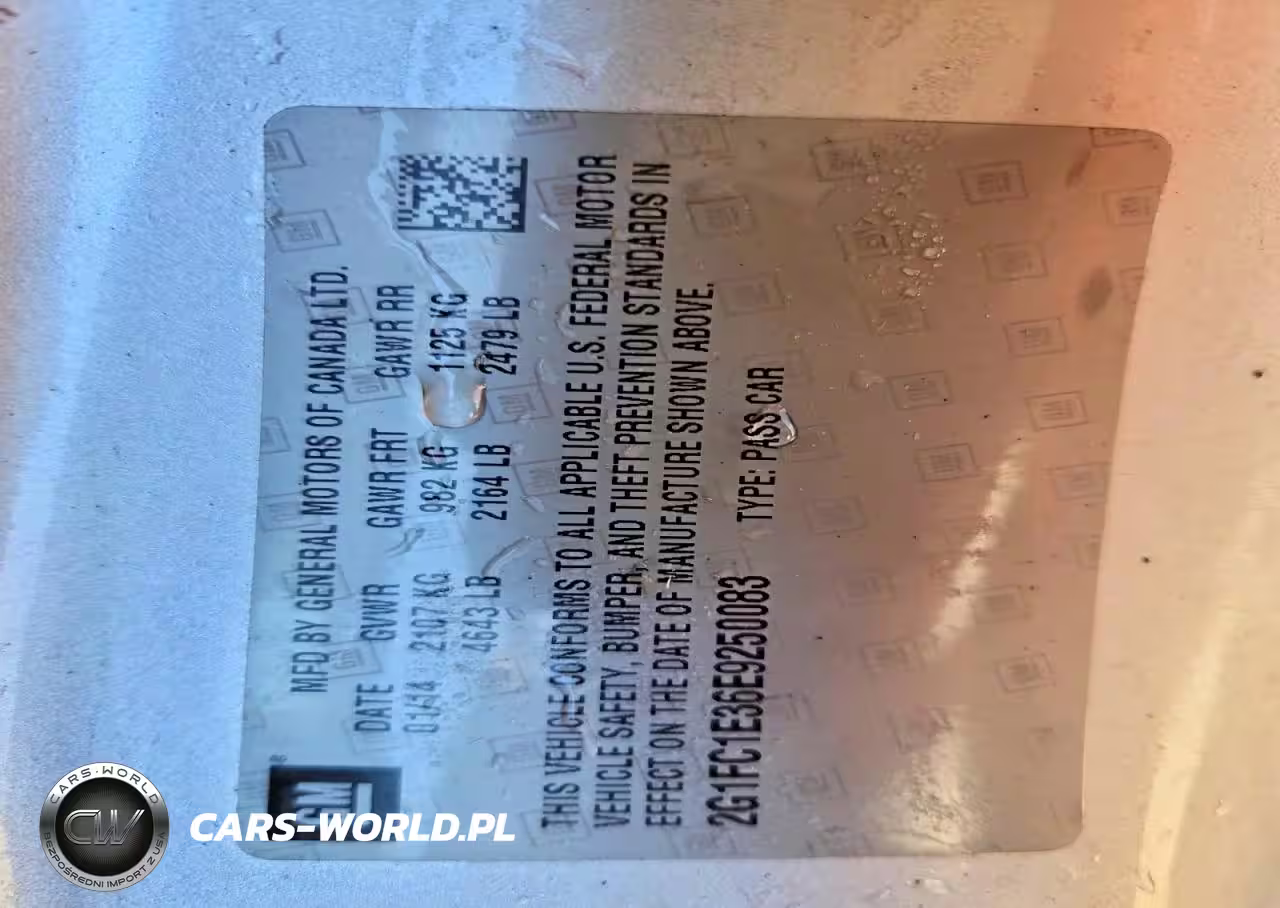 GM
MFD BY GENERAL MOTORS OF CANADA LTD.
DATE GVWR GAWR FRT GAWR RR
01/14 2107 KG 982 KG 1125 KG
4643 LB 2164 LB 2479 LB
THIS VEHICLE CONFORMS TO ALL APPLICABLE U.S. FEDERAL MOTOR
VEHICLE SAFETY, BUMPER, AND THEFT PREVENTION STANDARDS IN
EFFECT ON THE DATE OF MANUFACTURE SHOWN ABOVE.
2G1FC1E36E9250083 TYPE: PASS CAR
CARS-WORLD
CW
BEZPOŚREDNI IMPORT Z USA
CARS-WORLD.PL